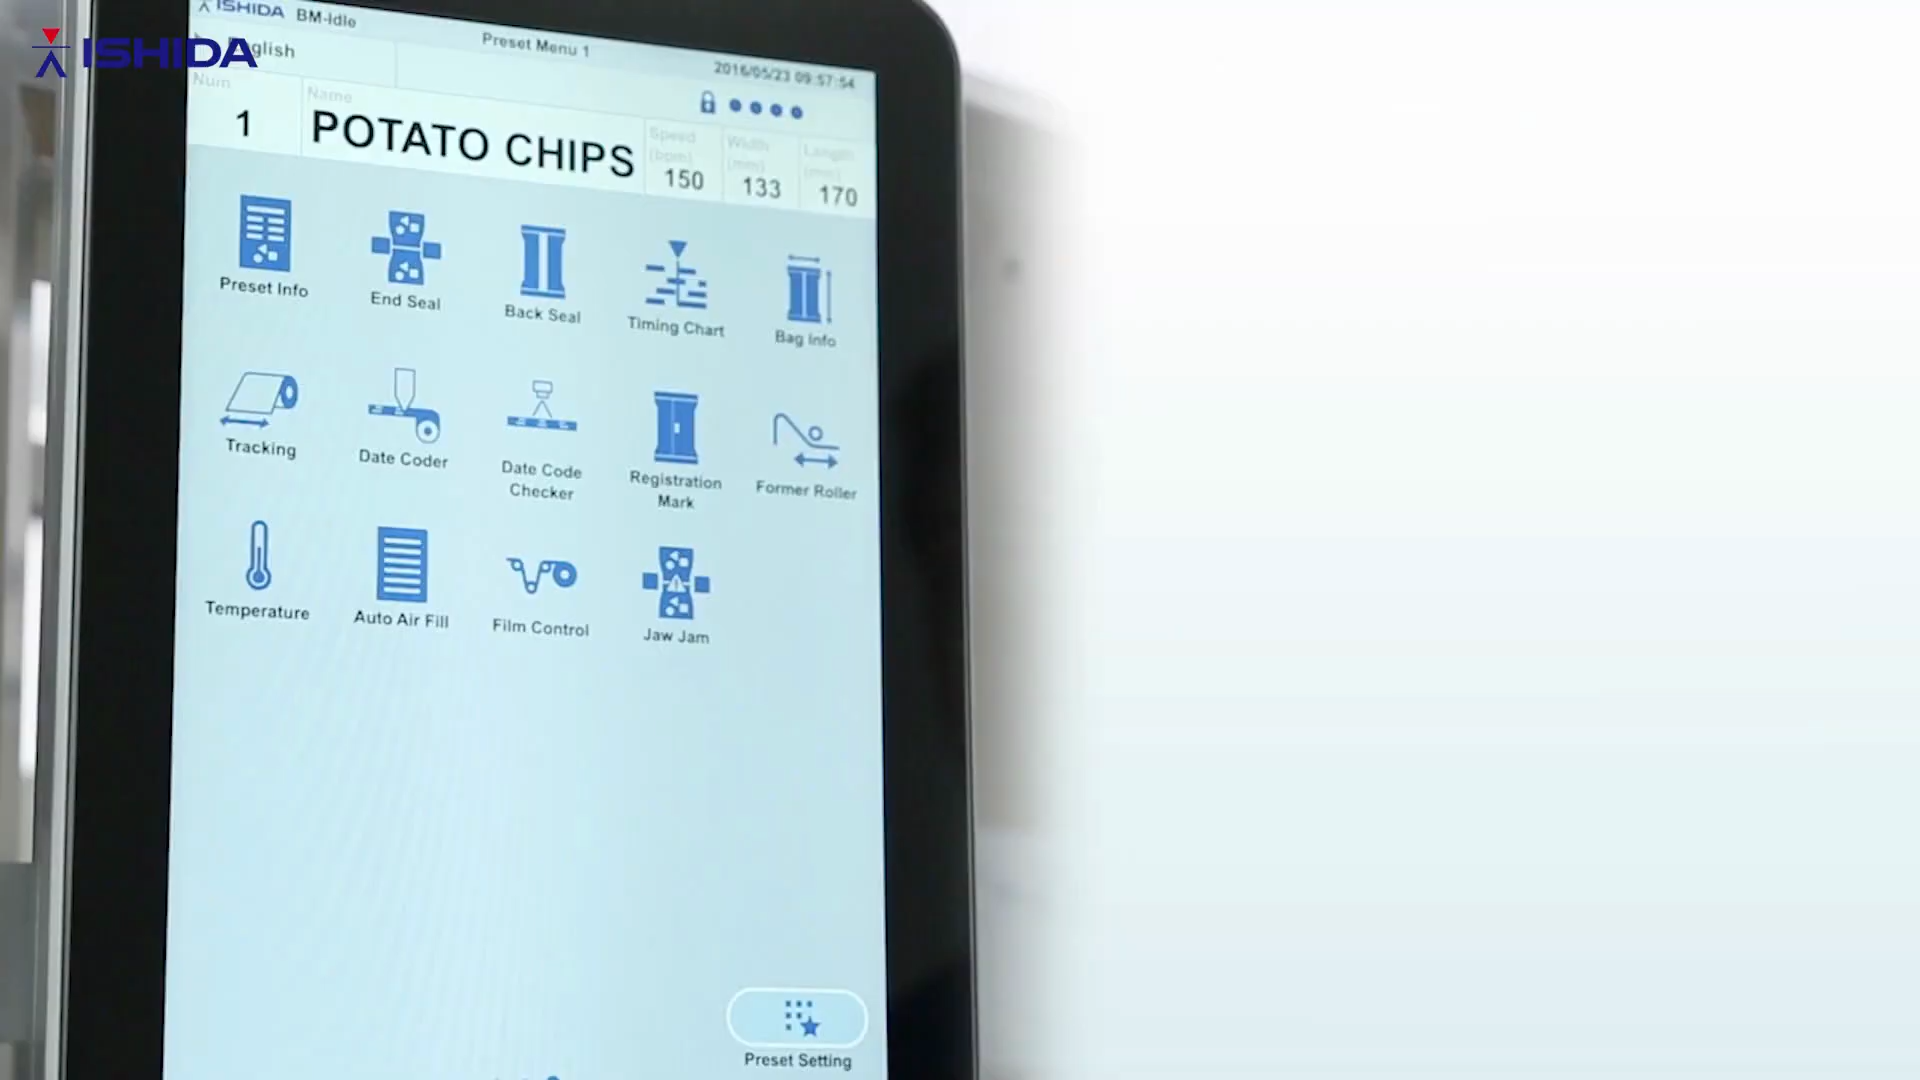 ISHIDA
ISHIDA BM-Idle
Preset Menu 1
2016/05/23 09:57:54
English
Num
1
Name
POTATO CHIPS
Speed
(bpm)
150
Width
(mm)
133
Length
(mm)
170
Preset Info
End Seal
Back Seal
Timing Chart
Bag Info
Tracking
Date Coder
Date Code
Checker
Registration
Mark
Former Roller
Temperature
Auto Air Fill
Film Control
Jaw Jam
Preset Setting